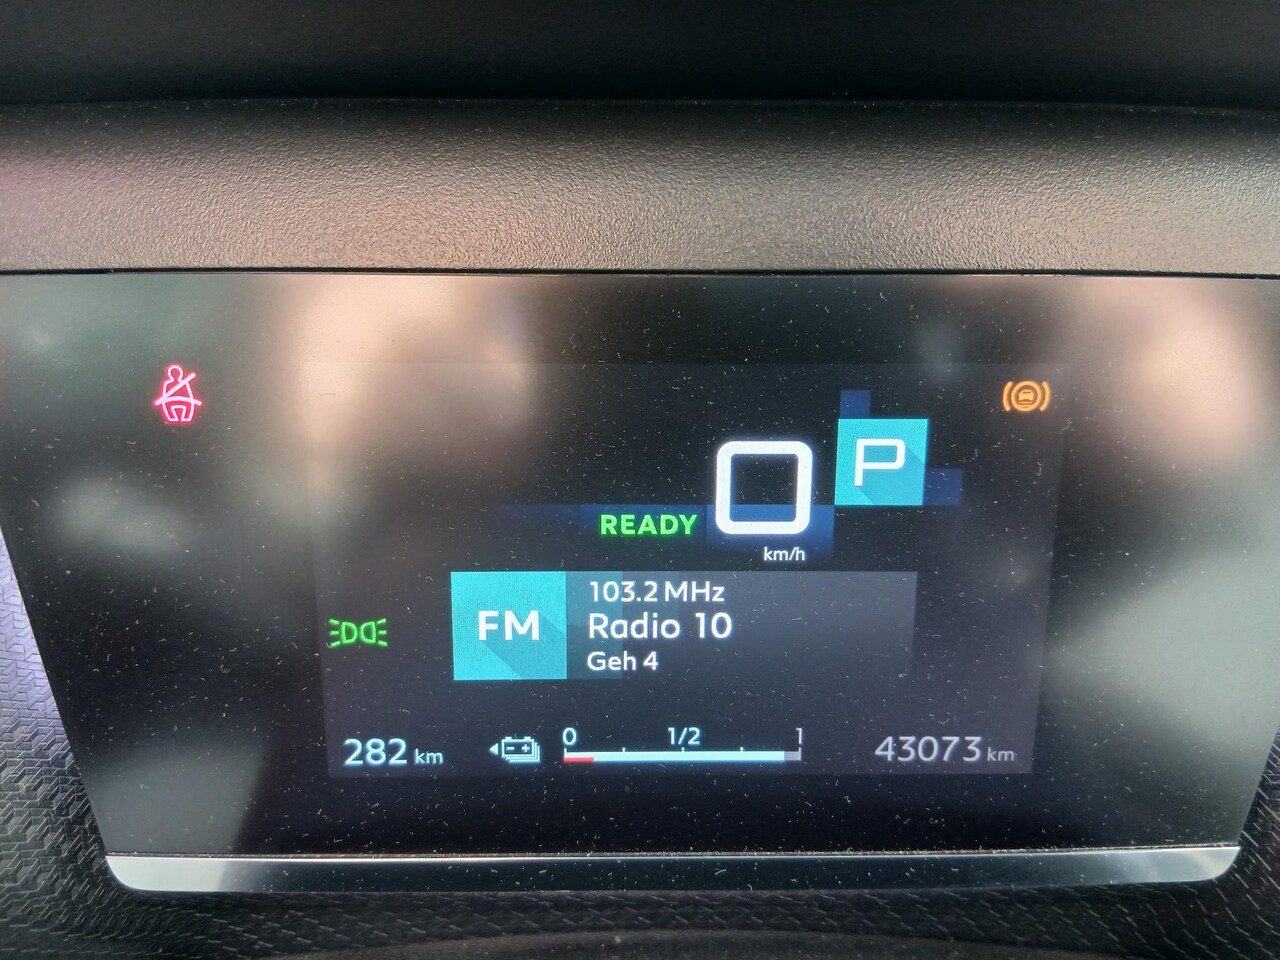 P
0
READY
km/h
FM
103.2 MHz
Radio 10
Geh 4
282 km
0 1/2 1
43073 km